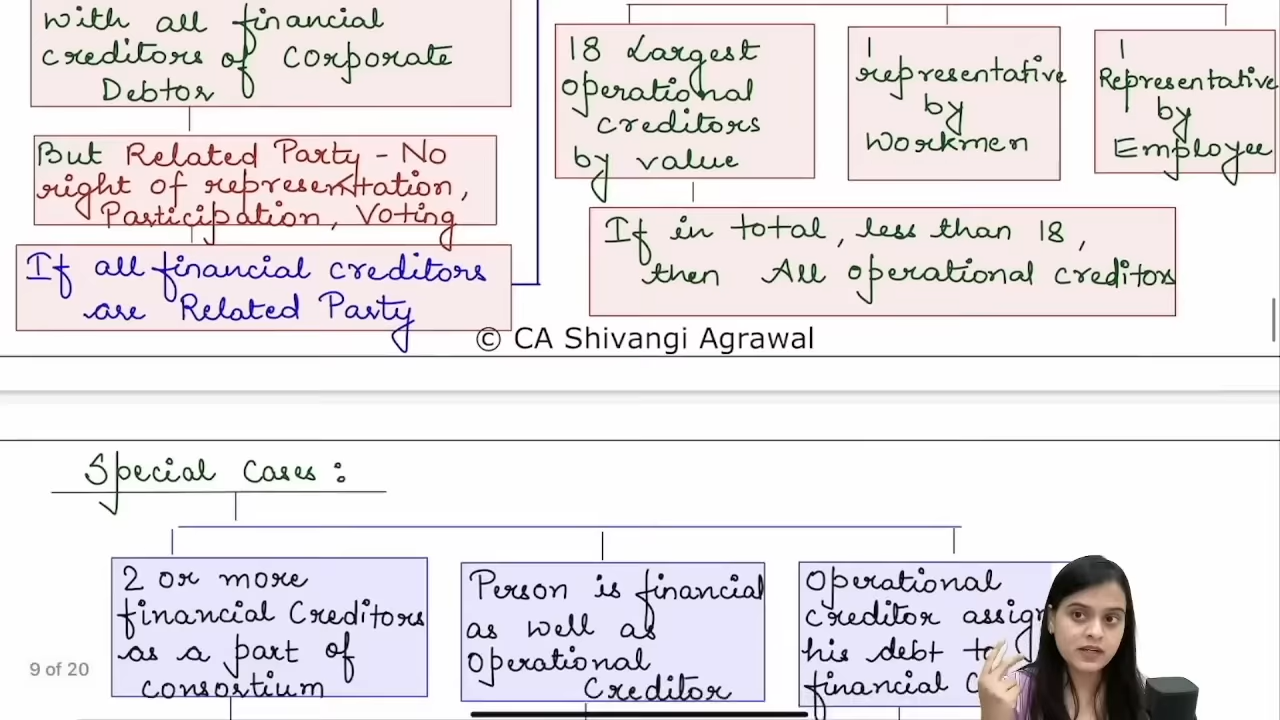 with all financial
creditors of Corporate
Debtor
But Related Party - No
right of representation,
Participation, Voting
If all financial creditors
are Related Party
18 Largest
Operational
creditors
by value
1
representative
by
Workmen
1
Representative
by
Employee
If in total, less than 18,
then All operational creditors
© CA Shivangi Agrawal
Special Cases:
2 or more
financial Creditors
as a part of
consortium
Person is financial
as well as
Operational
Creditor
Operational
creditor assign
his debt to
financial C
9 of 20